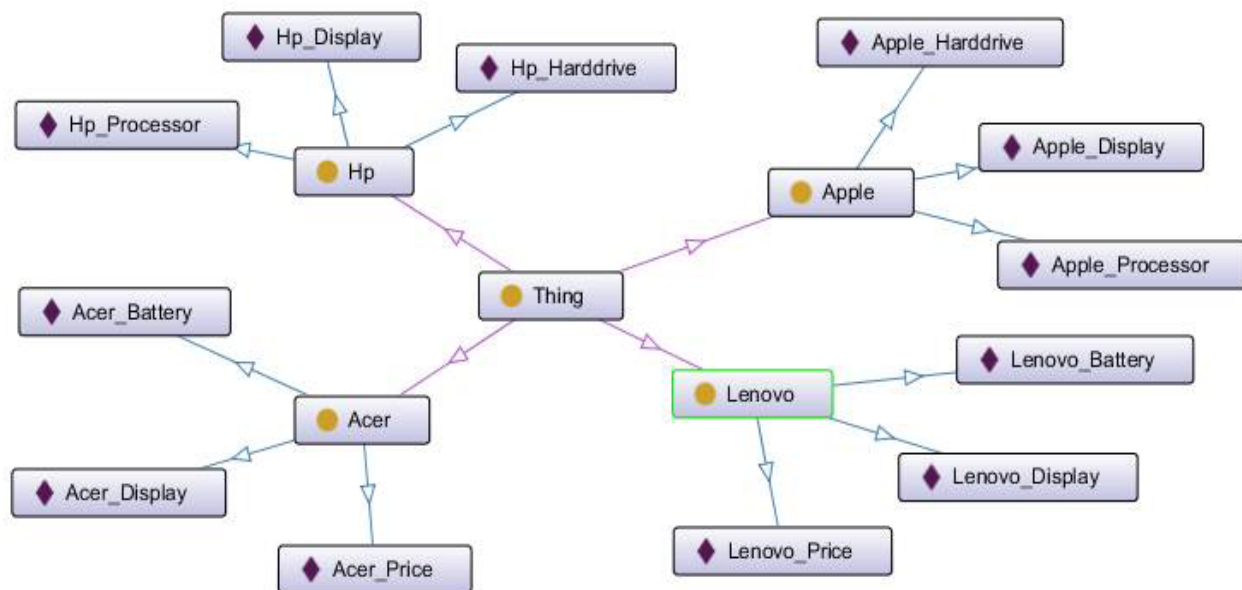 Hp_Display
Apple_Harddrive
Hp_Harddrive
Hp_Processor
Apple_Display
Hp
Apple
Apple_Processor
Thing
Acer_Battery
Lenovo_Battery
Lenovo
Acer
Lenovo_Display
Acer_Display
Lenovo_Price
Acer_Price